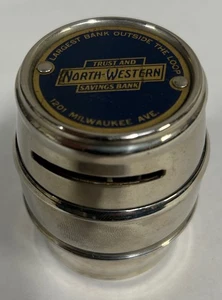 LARGEST BANK OUTSIDE THE LOOP
TRUST AND
NORTH-WESTERN
SAVINGS BANK
1201 MILWAUKEE AVE.